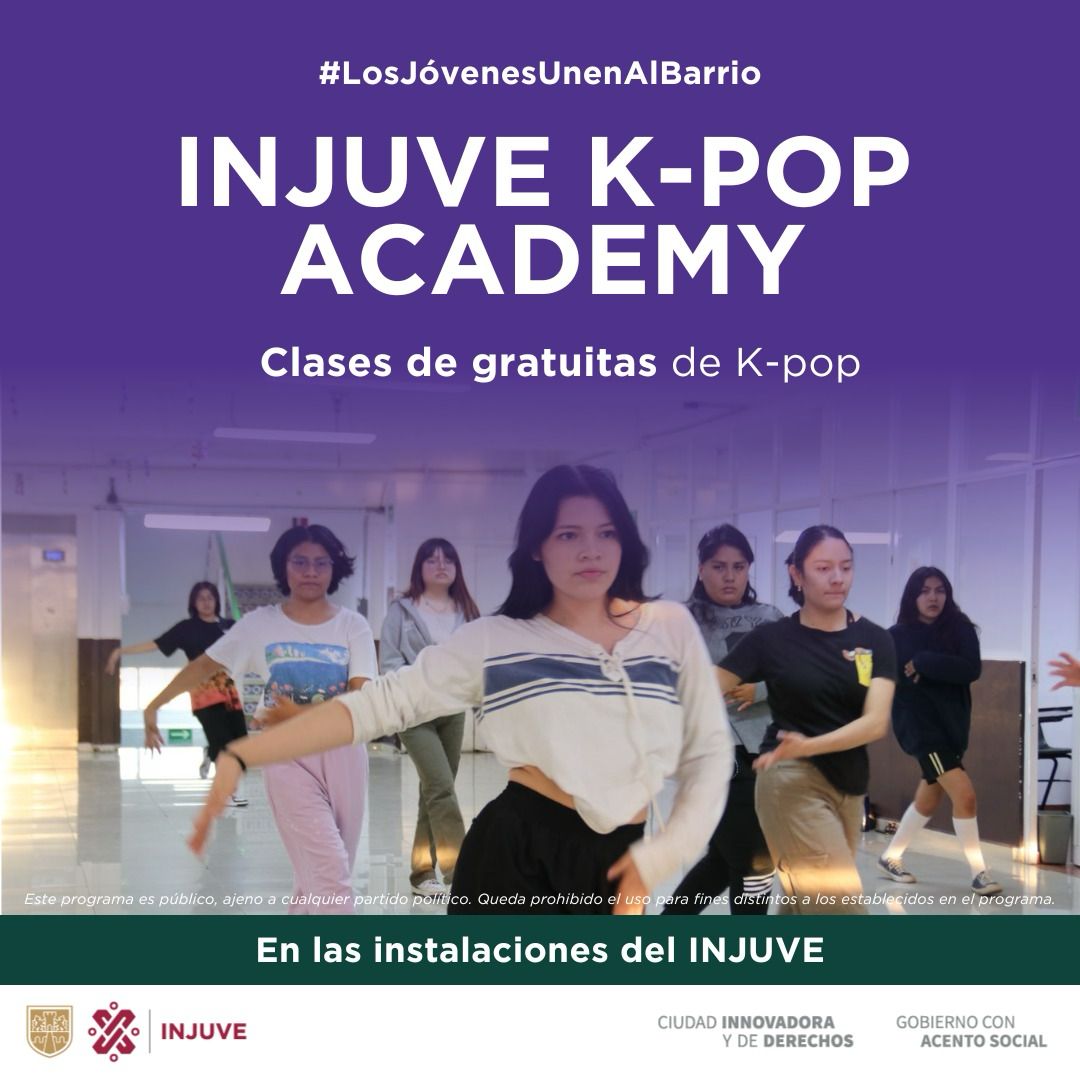 #LosJóvenesUnenAlBarrio
INJUVE K-POP
ACADEMY
Clases de gratuitas de K-pop
Este programa es público, ajeno a cualquier partido político. Queda prohibido el uso para fines distintos a los establecidos en el programa.
En las instalaciones del INJUVE
INJUVE
CIUDAD INNOVADORA
Y DE DERECHOS
GOBIERNO CON
ACENTO SOCIAL